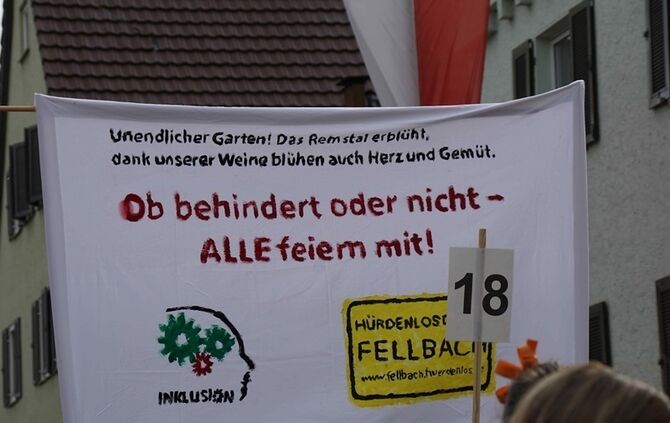 Unendlicher Garten! Das Remstal erblüht,
dank unserer Weine blühen auch Herz und Gemüt.
Ob behindert oder nicht -
ALLE feiern mit!
18
HÜRDENLOS
FELLBACH
INKLUSION